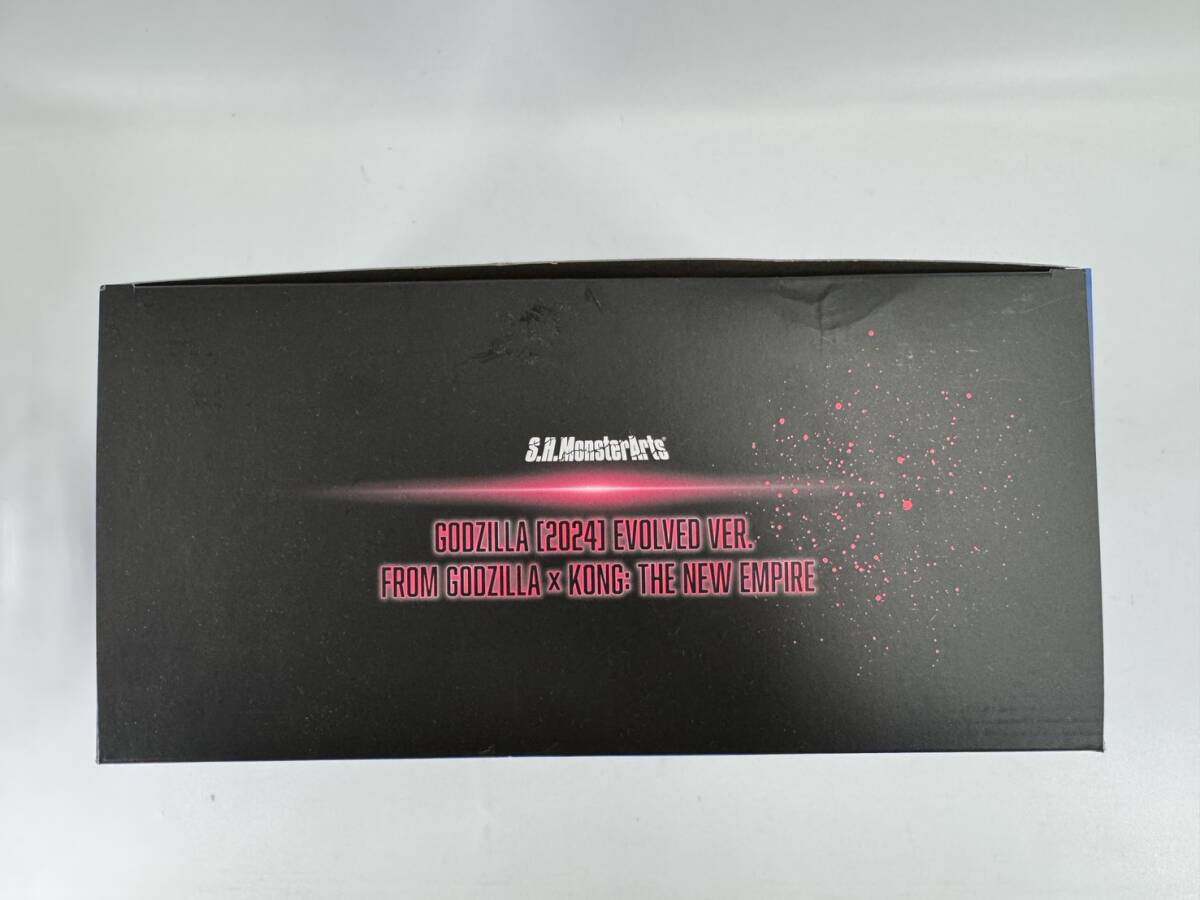 S.H.MonsterArts
GODZILLA [2024] EVOLVED VER.
FROM GODZILLA x KONG: THE NEW EMPIRE